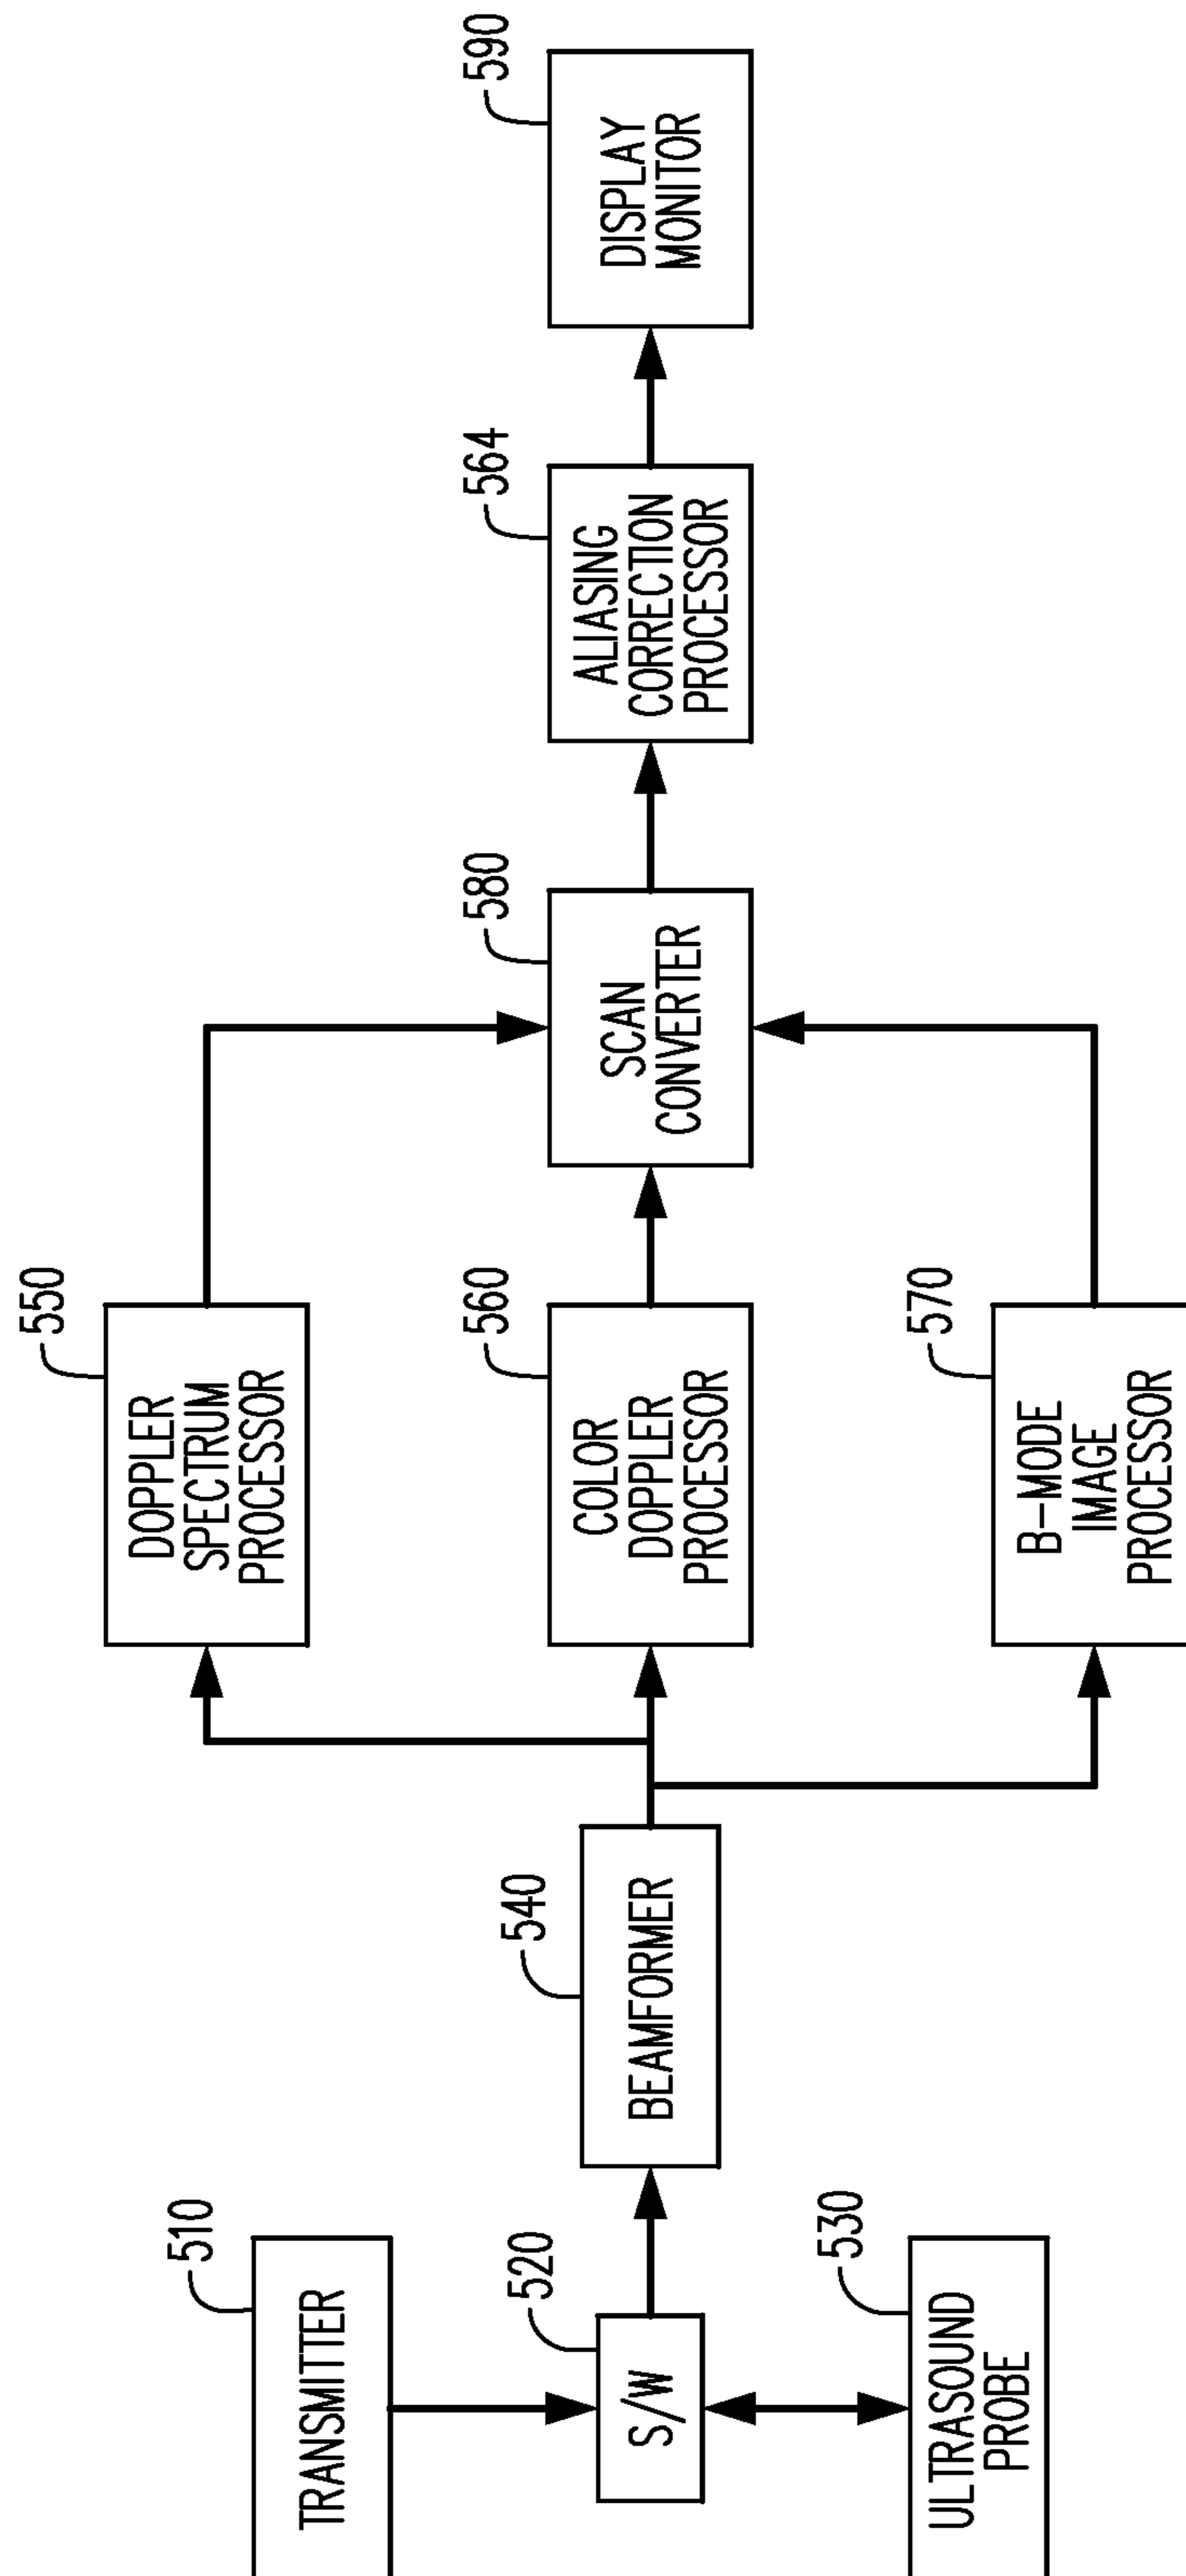 510
TRANSMITTER
520
S/W
530
ULTRASOUND
PROBE
540
BEAMFORMER
550
DOPPLER
SPECTRUM
PROCESSOR
560
COLOR
DOPPLER
PROCESSOR
570
B-MODE
IMAGE
PROCESSOR
580
SCAN
CONVERTER
564
ALIASING
CORRECTION
PROCESSOR
590
DISPLAY
MONITOR